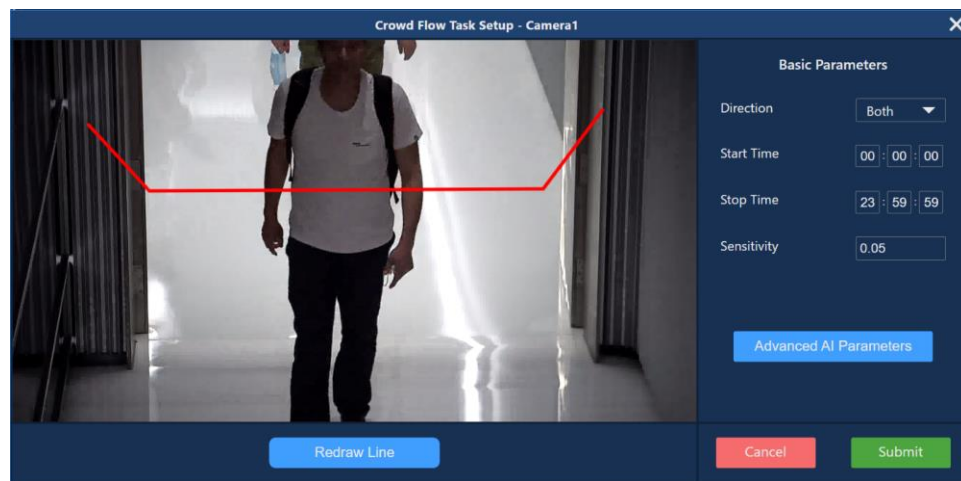 Crowd Flow Task Setup - Camera1
Basic Parameters
Direction Both
Start Time 00 : 00 : 00
Stop Time 23 : 59 : 59
Sensitivity 0.05
Advanced AI Parameters
Redraw Line Cancel Submit